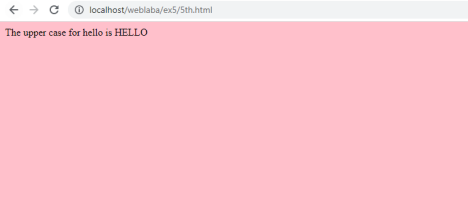 localhost/weblaba/ex5/5th.html
The upper case for hello is HELLO